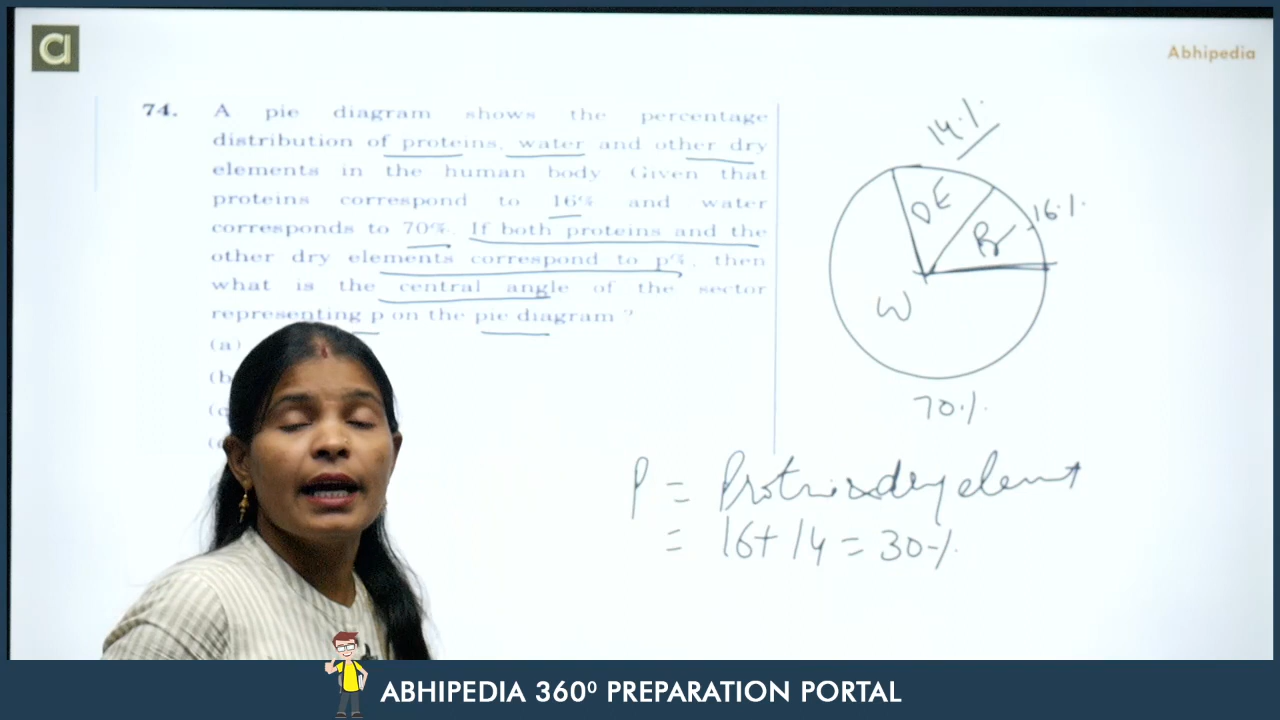 Abhipedia
74. A pie diagram shows the percentage
distribution of proteins, water and other dry
elements in the human body Given that
proteins correspond to 16% and water
corresponds to 70%. If both proteins and the
other dry elements correspond to p%, then
what is the central angle of the sector
representing p on the pie diagram ?
(a)
(b
(c
14%
DE
16%
Pr
W
70%
P = Protein & dry element
= 16+14=30%
ABHIPEDIA 360⁰ PREPARATION PORTAL